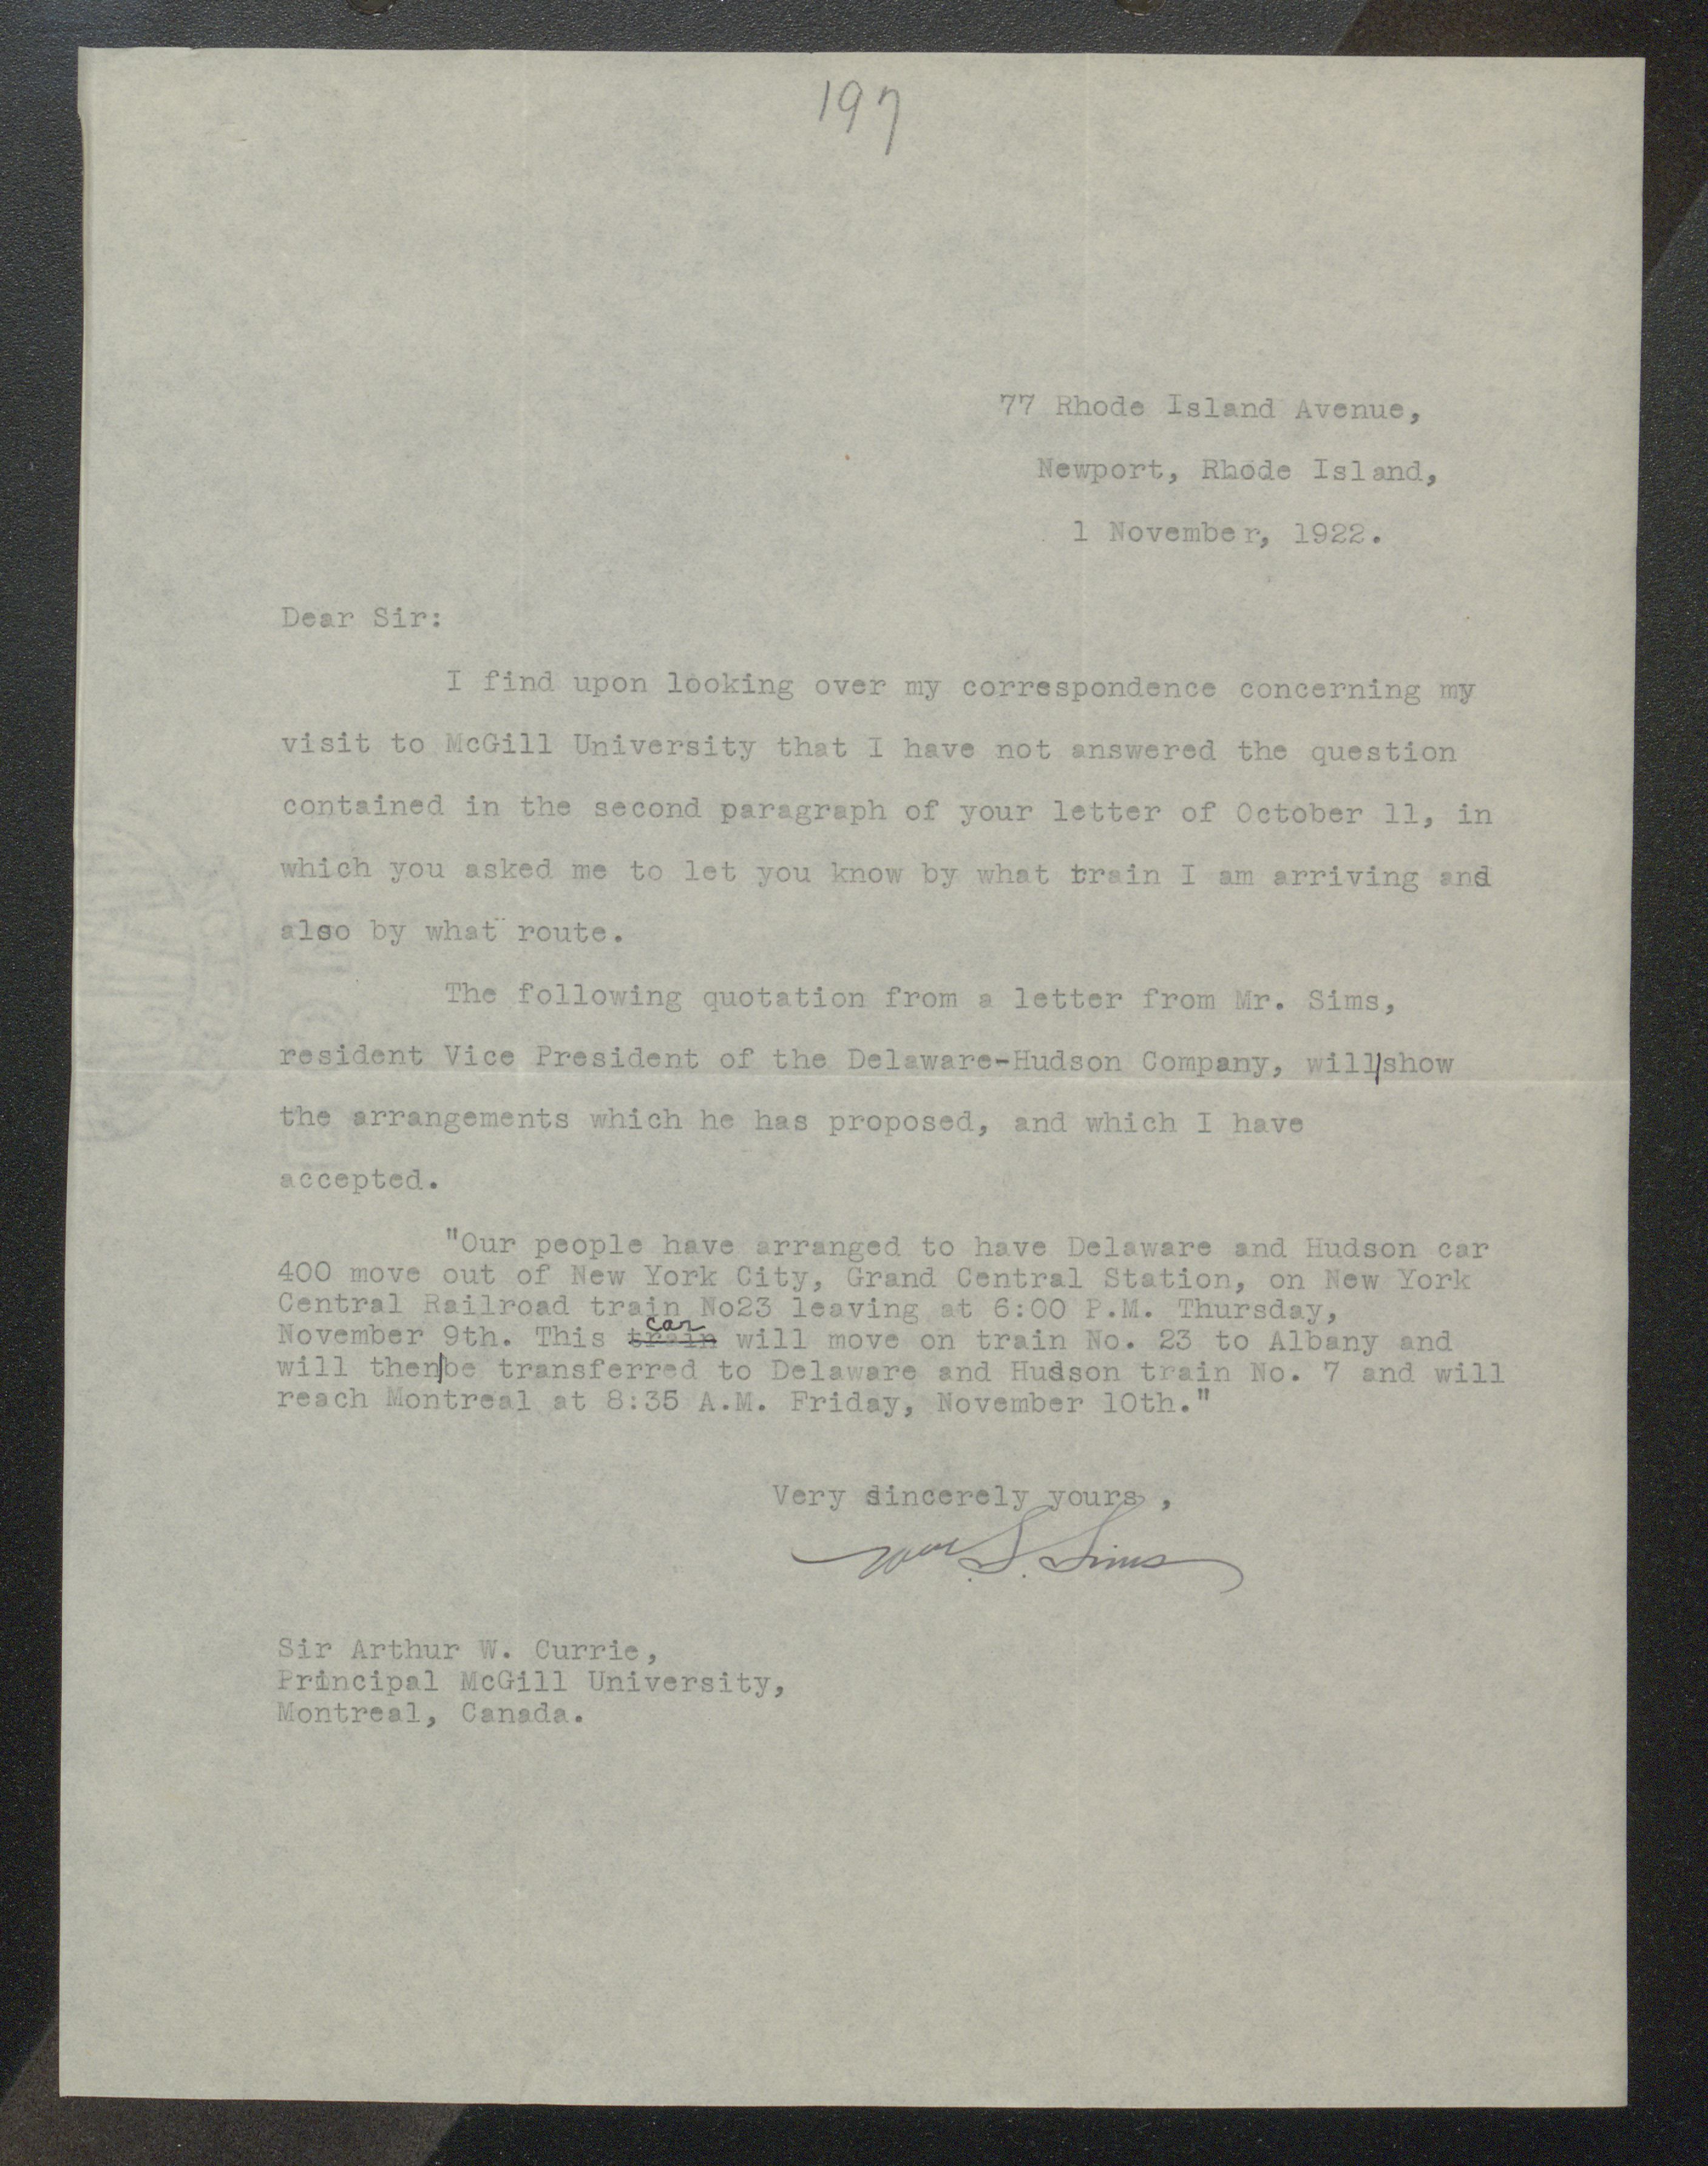 197
77 Rhode Island Avenue,
Newport, Rhode Island,
1 November, 1922.
Dear Sir:
I find upon looking over my correspondence concerning my
visit to McGill University that I have not answered the question
contained in the second paragraph of your letter of October 11, in
which you asked me to let you know by what train I am arriving and
also by what route.
The following quotation from a letter from Mr. Sims,
resident Vice President of the Delaware-Hudson Company, will|show
the arrangements which he has proposed, and which I have
accepted.
"Our people have arranged to have Delaware and Hudson car
400 move out of New York City, Grand Central Station, on New York
Central Railroad train No23 leaving at 6:00 P.M. Thursday,
car
November 9th. This train will move on train No. 23 to Albany and
will then|be transferred to Delaware and Hudson train No. 7 and will
reach Montreal at 8:35 A.M. Friday, November 10th."
Very sincerely yours,
Wm. S. Sims
Sir Arthur W. Currie,
Principal McGill University,
Montreal, Canada.